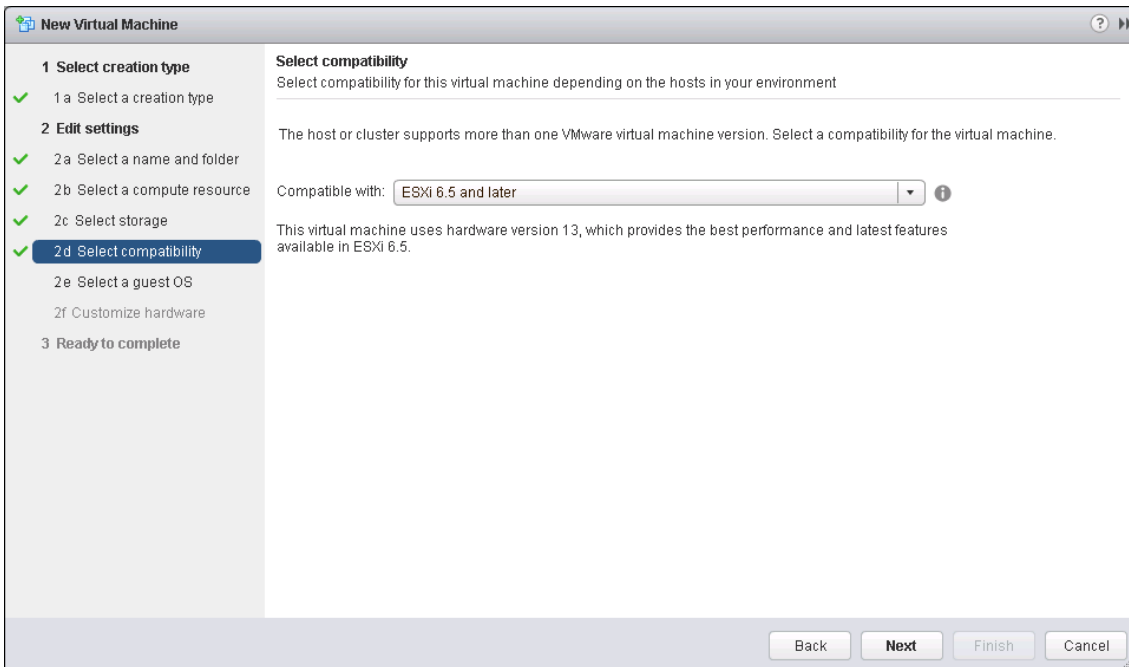 New Virtual Machine
?
1 Select creation type
1a Select a creation type
2 Edit settings
2a Select a name and folder
2b Select a compute resource
2c Select storage
2d Select compatibility
2e Select a guest OS
2f Customize hardware
3 Ready to complete
Select compatibility
Select compatibility for this virtual machine depending on the hosts in your environment
The host or cluster supports more than one VMware virtual machine version. Select a compatibility for the virtual machine.
Compatible with: ESXi 6.5 and later
This virtual machine uses hardware version 13, which provides the best performance and latest features
available in ESXi 6.5.
Back Next Finish Cancel